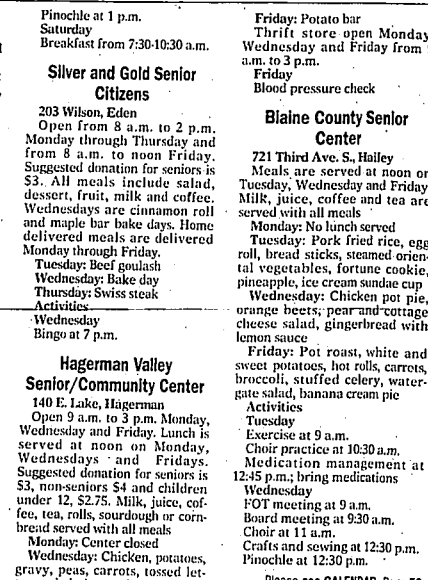 Pinochle at 1 p.m.
Saturday
Breakfast from 7:30-10:30 a.m.
Silver and Gold Senior
Citizens
203 Wilson, Eden
Open from 8 a.m. to 2 p.m.
Monday through Thursday and
from 8 a.m. to noon Friday.
Suggested donation for seniors is
$3. All meals include salad,
dessert, fruit, milk and coffee.
Wednesdays are cinnamon roll
and maple bar bake days. Home
delivered meals are delivered
Monday through Friday.
Tuesday: Beef goulash
Wednesday: Bake day
Thursday: Swiss steak
Activities
Wednesday
Bingo at 7 p.m.
Hagerman Valley
Senior/Community Center
140 E. Lake, Hagerman
Open 9 a.m. to 3 p.m. Monday,
Wednesday and Friday. Lunch is
served at noon on Monday,
Wednesdays and Fridays.
Suggested donation for seniors is
$3, non-seniors $4 and children
under 12, $2.75. Milk, juice, cof-
fee, tea, rolls, sourdough or corn-
bread served with all meals
Monday: Center closed
Wednesday: Chicken, potatoes,
gravy, peas, carrots, tossed let-
Friday: Potato bar
Thrift store open Monday
Wednesday and Friday from
a.m. to 3 p.m.
Friday
Blood pressure check
Blaine County Senior
Center
721 Third Ave. S., Hailey
Meals are served at noon on
Tuesday, Wednesday and Friday
Milk, juice, coffee and tea are
served with all meals
Monday: No lunch served
Tuesday: Pork fried rice, egg
roll, bread sticks, steamed orien-
tal vegetables, fortune cookie,
pineapple, ice cream sundae cup
Wednesday: Chicken pot pie,
orange beets, pear and cottage
cheese salad, gingerbread with
lemon sauce
Friday: Pot roast, white and
sweet potatoes, hot rolls, carrots,
broccoli, stuffed celery, water-
gate salad, banana cream pie
Activities
Tuesday
Exercise at 9 a.m.
Choir practice at 10:30 a.m.
Medication management at
12:45 p.m.; bring medications
Wednesday
FOT meeting at 9 a.m.
Board meeting at 9:30 a.m.
Choir at 11 a.m.
Crafts and sewing at 12:30 p.m.
Pinochle at 12:30 p.m.
Please see CALENDAR,